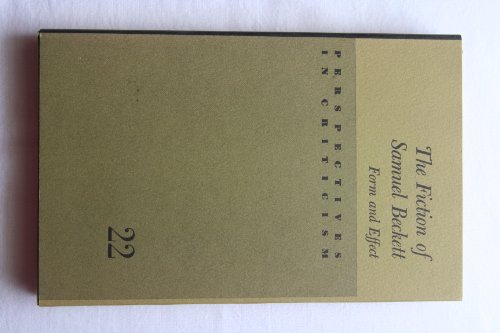 The Fiction of
Samuel Beckett
Form and Effect
PERSPECTIVES
IN CRITICISM
22